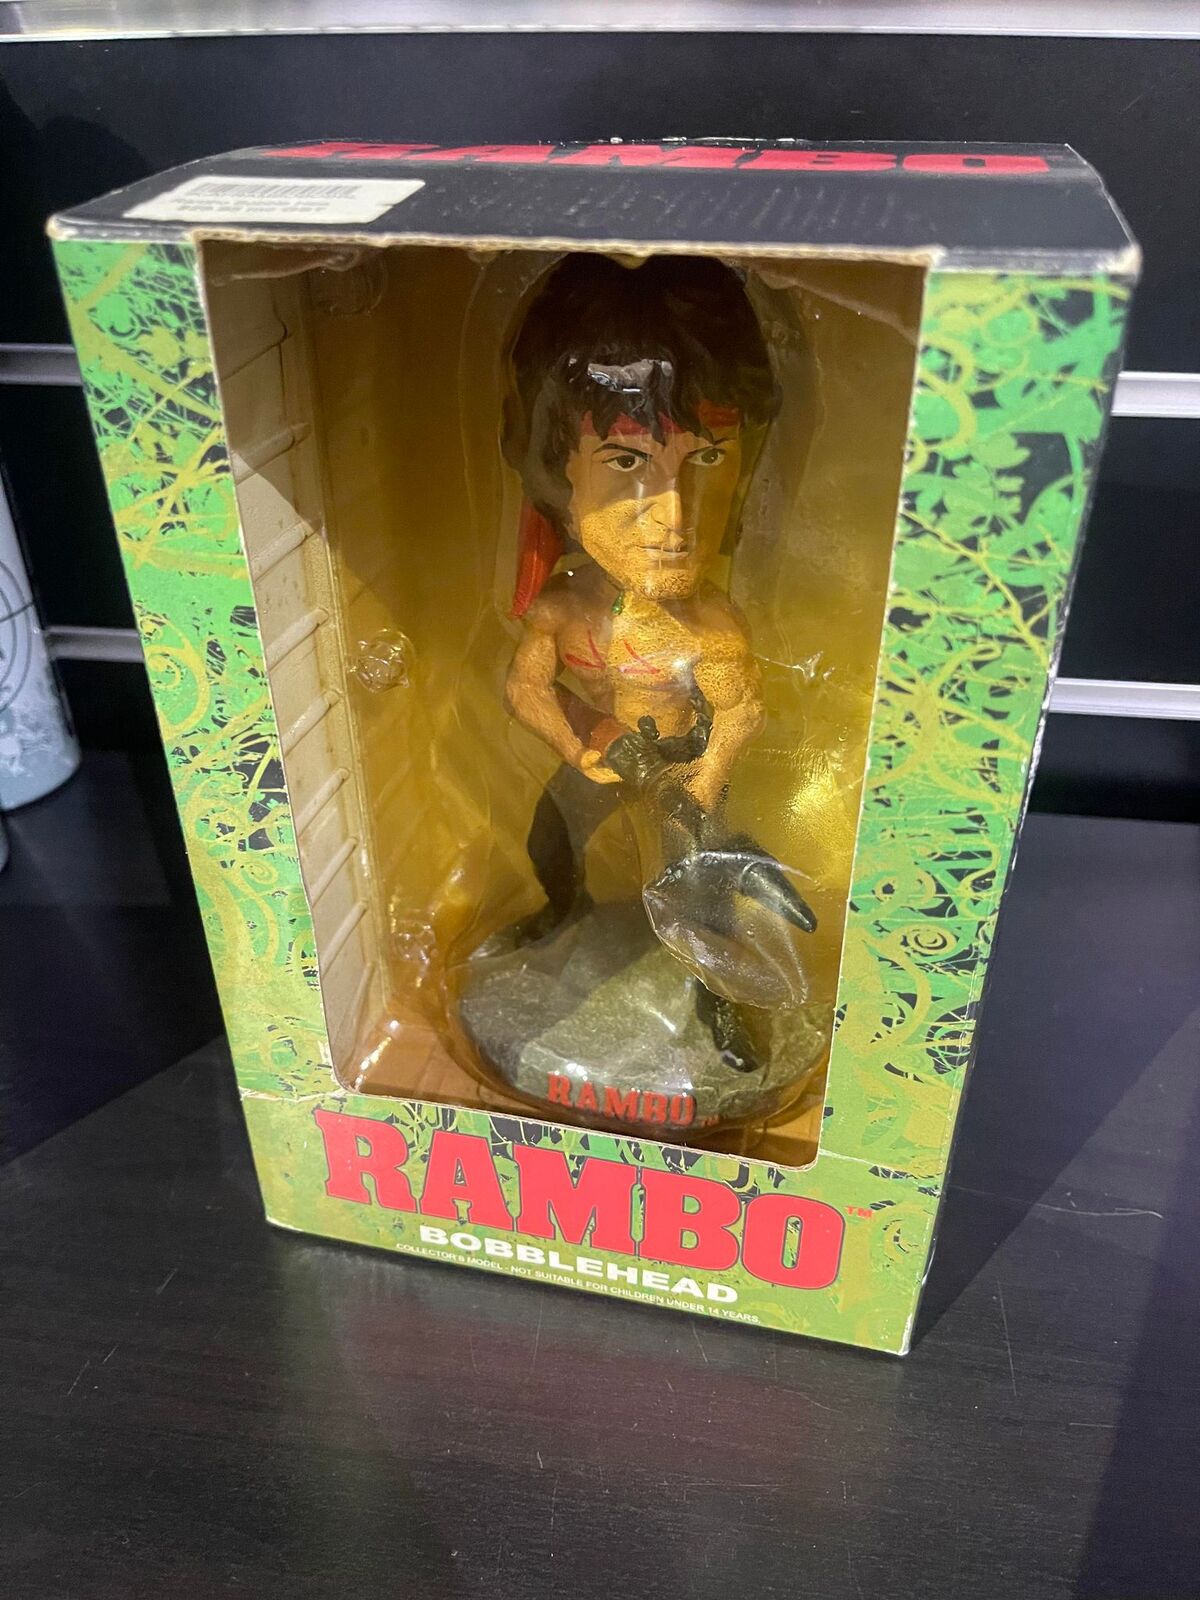 RAMBO
RAMBO
RAMBO™
BOBBLEHEAD
COLLECTOR'S MODEL - NOT SUITABLE FOR CHILDREN UNDER 14 YEARS.